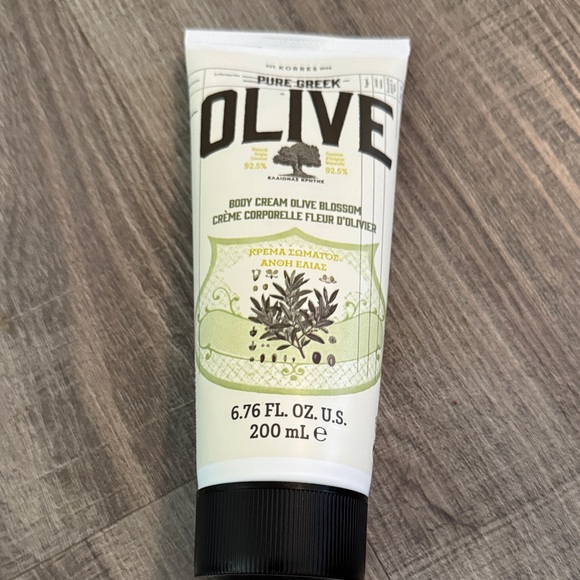 KORRES
PURE GREEK
OLIVE
92.5%
92.5%
ΕΛΑΙΩΝΑΣ ΚΡΗΤΗΣ
BODY CREAM OLIVE BLOSSOM
CRÈME CORPORELLE FLEUR D'OLIVIER
ΚΡΕΜΑ ΣΩΜΑΤΟΣ
ΑΝΘΗ ΕΛΙΑΣ
6.76 FL. OZ. U.S.
200 mL ℮